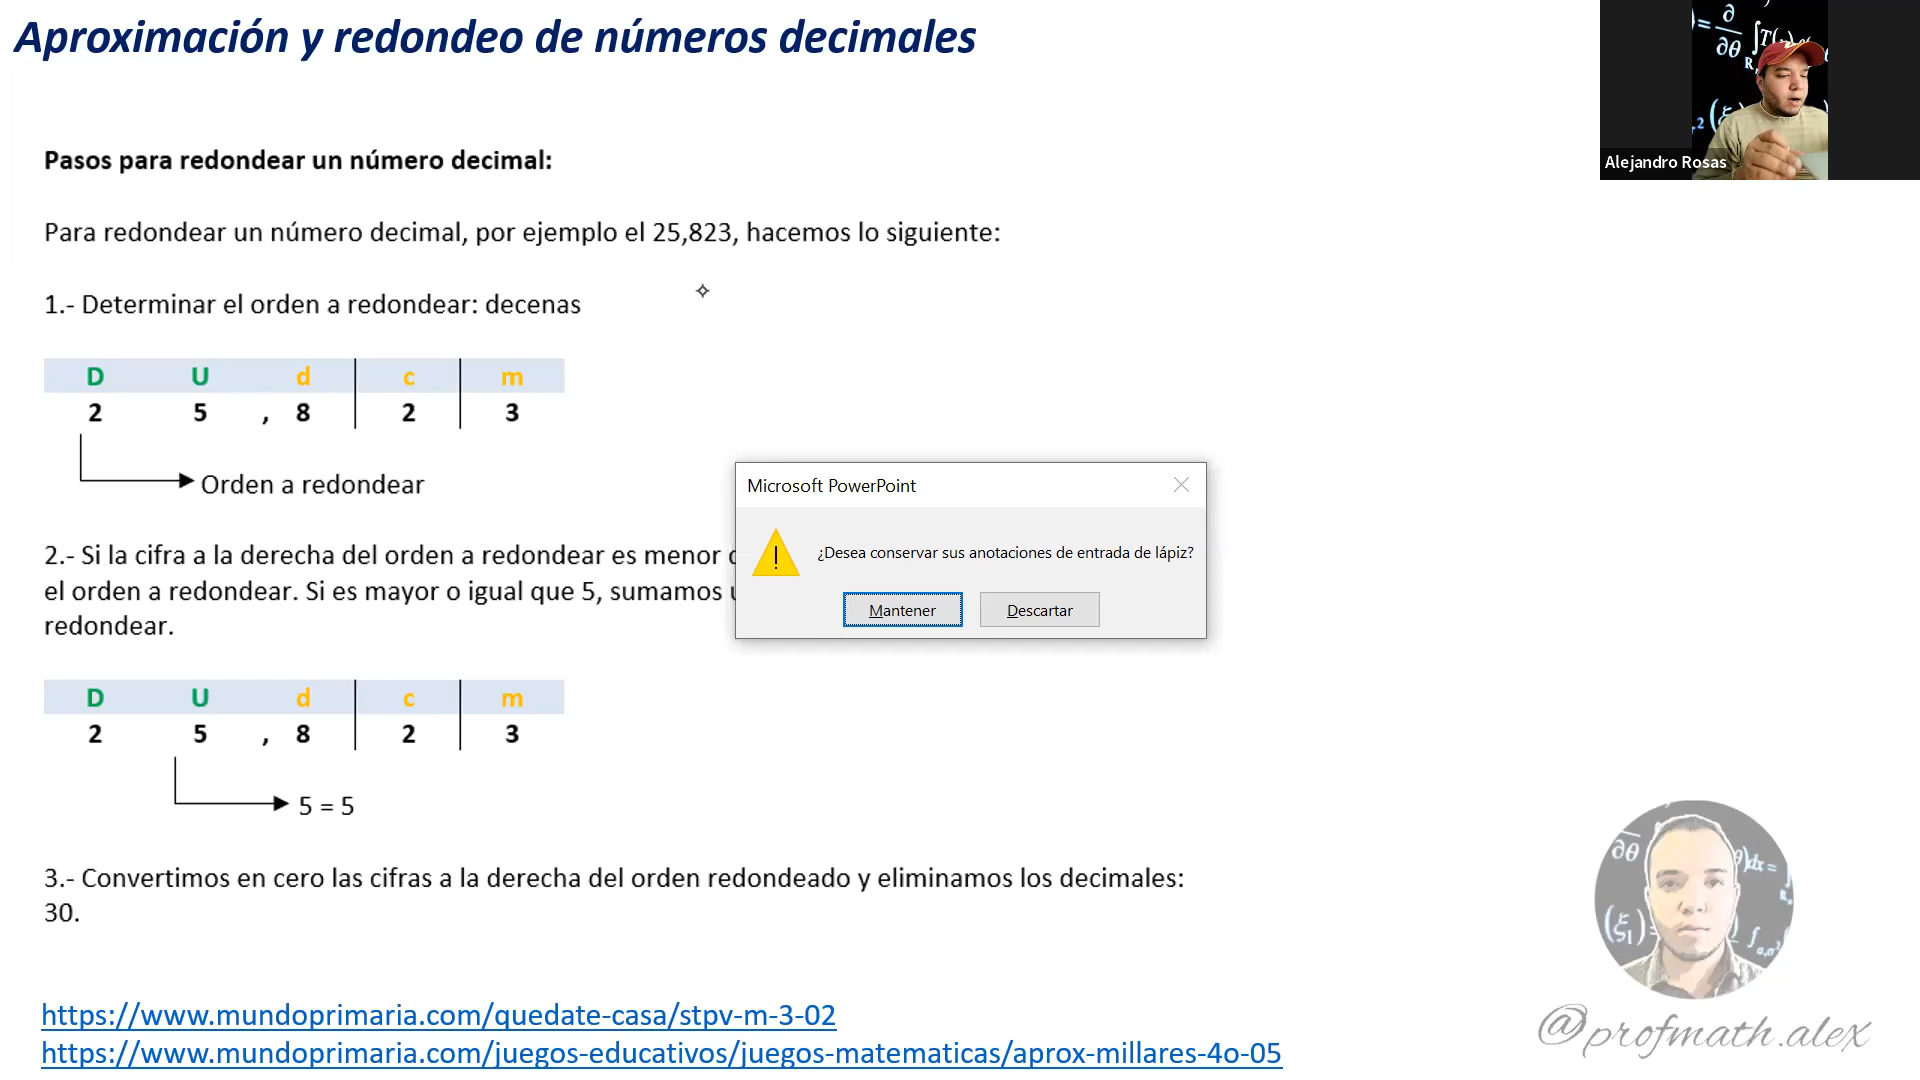 Aproximación y redondeo de números decimales
Alejandro Rosas
Pasos para redondear un número decimal:
Para redondear un número decimal, por ejemplo el 25,823, hacemos lo siguiente:
1.- Determinar el orden a redondear: decenas
D U d c m
2 5 , 8 2 3
Orden a redondear
2.- Si la cifra a la derecha del orden a redondear es menor
el orden a redondear. Si es mayor o igual que 5, sumamos
redondear.
Microsoft PowerPoint
¿Desea conservar sus anotaciones de entrada de lápiz?
Mantener Descartar
D U d c m
2 5 , 8 2 3
5 = 5
3.- Convertimos en cero las cifras a la derecha del orden redondeado y eliminamos los decimales:
30.
https://www.mundoprimaria.com/quedate-casa/stpv-m-3-02
https://www.mundoprimaria.com/juegos-educativos/juegos-matematicas/aprox-millares-4o-05
@profmath.alex